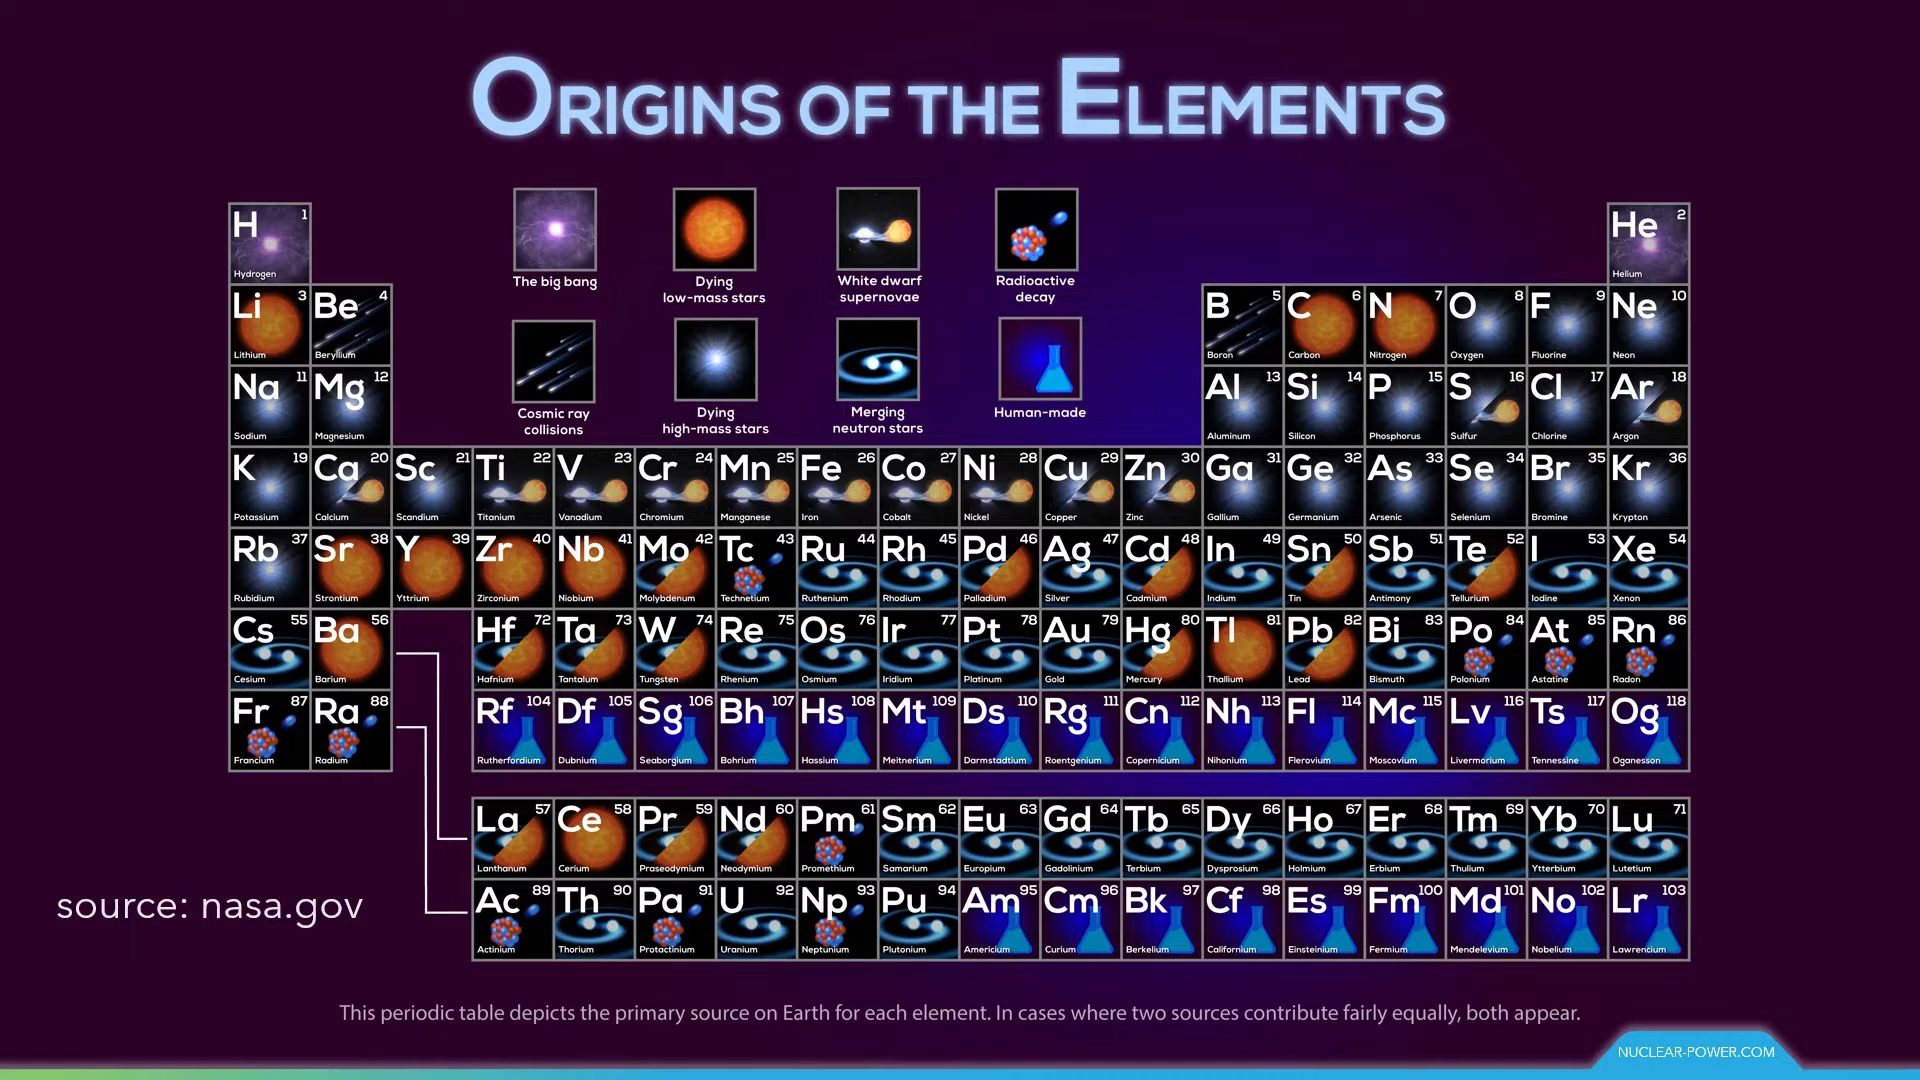 ORIGINS OF THE ELEMENTS
The big bang
Dying
low-mass stars
White dwarf
supernovae
Radioactive
decay
Cosmic ray
collisions
Dying
high-mass stars
Merging
neutron stars
Human-made
H 1 Hydrogen
He 2 Helium
Li 3 Lithium
Be 4 Beryllium
B 5 Boron
C 6 Carbon
N 7 Nitrogen
O 8 Oxygen
F 9 Fluorine
Ne 10 Neon
Na 11 Sodium
Mg 12 Magnesium
Al 13 Aluminum
Si 14 Silicon
P 15 Phosphorus
S 16 Sulfur
Cl 17 Chlorine
Ar 18 Argon
K 19 Potassium
Ca 20 Calcium
Sc 21 Scandium
Ti 22 Titanium
V 23 Vanadium
Cr 24 Chromium
Mn 25 Manganese
Fe 26 Iron
Co 27 Cobalt
Ni 28 Nickel
Cu 29 Copper
Zn 30 Zinc
Ga 31 Gallium
Ge 32 Germanium
As 33 Arsenic
Se 34 Selenium
Br 35 Bromine
Kr 36 Krypton
Rb 37 Rubidium
Sr 38 Strontium
Y 39 Yttrium
Zr 40 Zirconium
Nb 41 Niobium
Mo 42 Molybdenum
Tc 43 Technetium
Ru 44 Ruthenium
Rh 45 Rhodium
Pd 46 Palladium
Ag 47 Silver
Cd 48 Cadmium
In 49 Indium
Sn 50 Tin
Sb 51 Antimony
Te 52 Tellurium
I 53 Iodine
Xe 54 Xenon
Cs 55 Cesium
Ba 56 Barium
Hf 72 Hafnium
Ta 73 Tantalum
W 74 Tungsten
Re 75 Rhenium
Os 76 Osmium
Ir 77 Iridium
Pt 78 Platinum
Au 79 Gold
Hg 80 Mercury
Tl 81 Thallium
Pb 82 Lead
Bi 83 Bismuth
Po 84 Polonium
At 85 Astatine
Rn 86 Radon
Fr 87 Francium
Ra 88 Radium
Rf 104 Rutherfordium
Df 105 Dubnium
Sg 106 Seaborgium
Bh 107 Bohrium
Hs 108 Hassium
Mt 109 Meitnerium
Ds 110 Darmstadtium
Rg 111 Roentgenium
Cn 112 Copernicium
Nh 113 Nihonium
Fl 114 Flerovium
Mc 115 Moscovium
Lv 116 Livermorium
Ts 117 Tennessine
Og 118 Oganesson
La 57 Lanthanum
Ce 58 Cerium
Pr 59 Praseodymium
Nd 60 Neodymium
Pm 61 Promethium
Sm 62 Samarium
Eu 63 Europium
Gd 64 Gadolinium
Tb 65 Terbium
Dy 66 Dysprosium
Ho 67 Holmium
Er 68 Erbium
Tm 69 Thulium
Yb 70 Ytterbium
Lu 71 Lutetium
Ac 89 Actinium
Th 90 Thorium
Pa 91 Protactinium
U 92 Uranium
Np 93 Neptunium
Pu 94 Plutonium
Am 95 Americium
Cm 96 Curium
Bk 97 Berkelium
Cf 98 Californium
Es 99 Einsteinium
Fm 100 Fermium
Md 101 Mendelevium
No 102 Nobelium
Lr 103 Lawrencium
source: nasa.gov
This periodic table depicts the primary source on Earth for each element. In cases where two sources contribute fairly equally, both appear.
NUCLEAR-POWER.COM